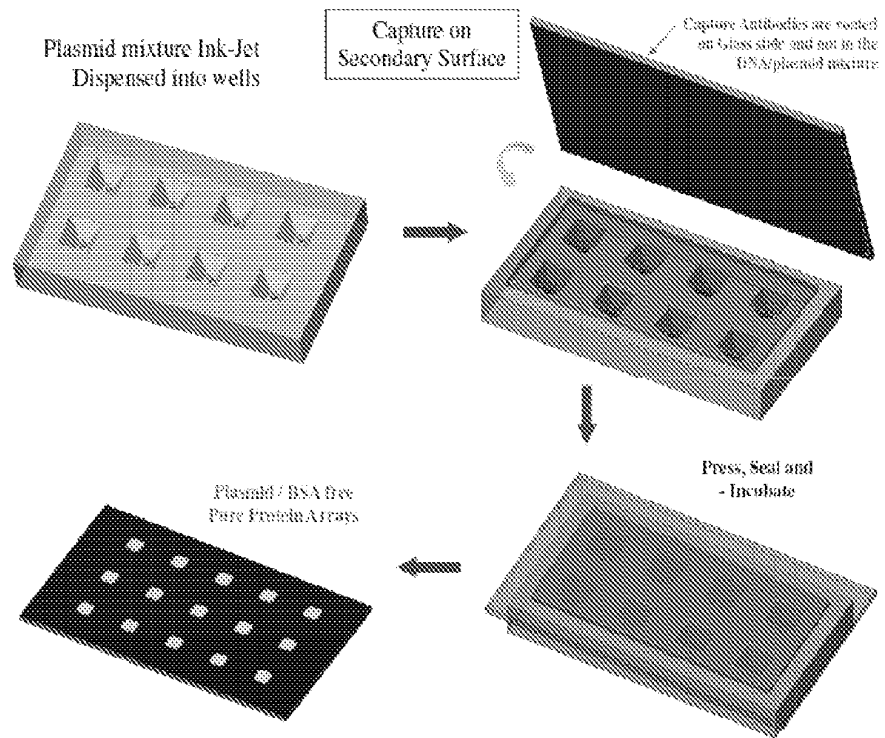 Plasmid mixture Ink-Jet
Dispensed into wells
Capture on
Secondary Surface
Capture Antibodies are coated
on Glass slide and not in the
DNA/plasmid mixture
Press, Seal and
- Incubate
Plasmid / BSA free
Pure Protein Arrays